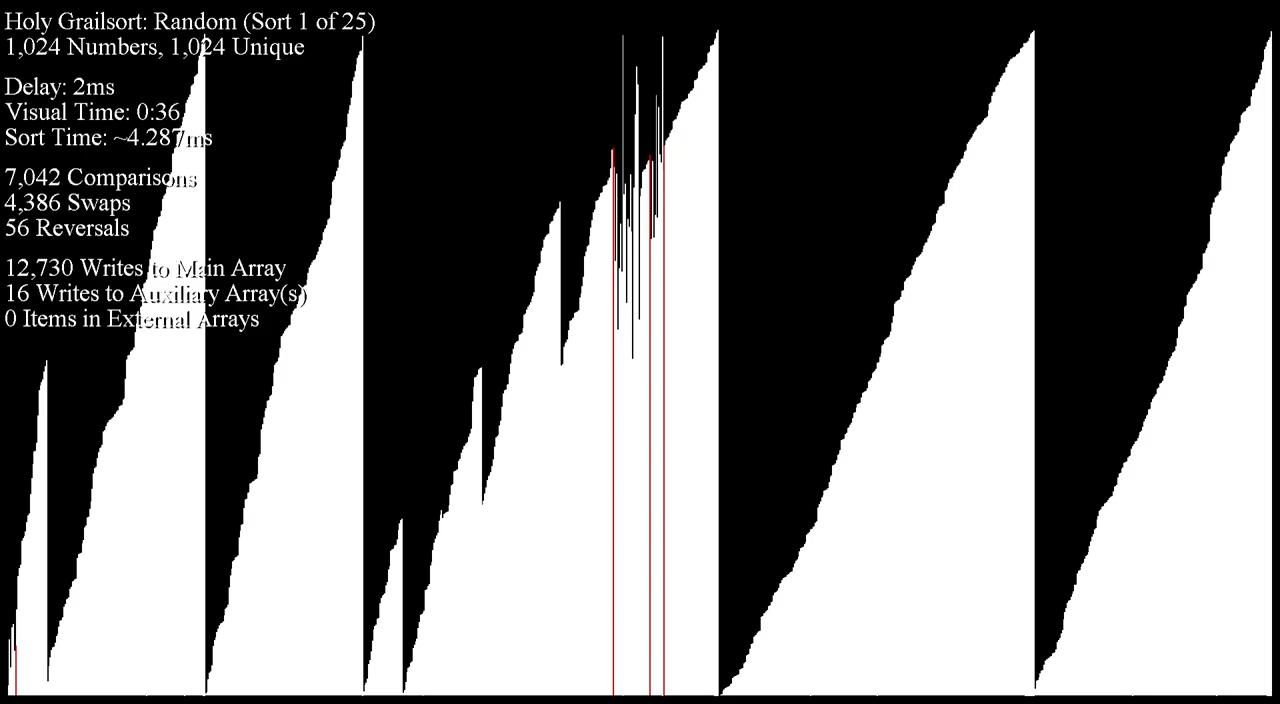 Holy Grailsort: Random (Sort 1 of 25)
1,024 Numbers, 1,024 Unique
Delay: 2ms
Visual Time: 0:36
Sort Time: ~4.287ms
7,042 Comparisons
4,386 Swaps
56 Reversals
12,730 Writes to Main Array
16 Writes to Auxiliary Array(s)
0 Items in External Arrays